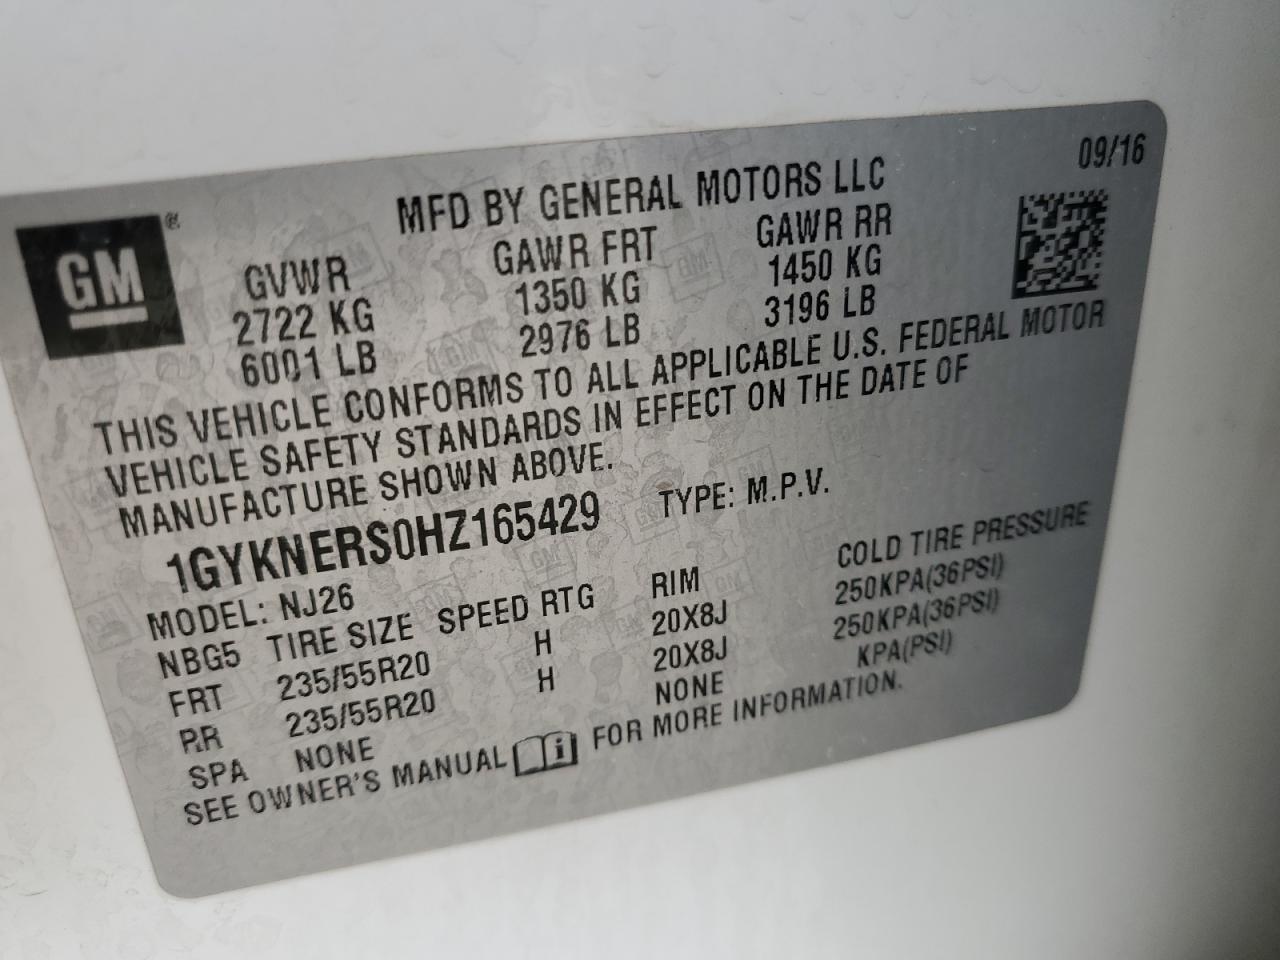 09/16
MFD BY GENERAL MOTORS LLC
GM®
GVWR GAWR FRT GAWR RR
2722 KG 1350 KG 1450 KG
6001 LB 2976 LB 3196 LB
THIS VEHICLE CONFORMS TO ALL APPLICABLE U.S. FEDERAL MOTOR
VEHICLE SAFETY STANDARDS IN EFFECT ON THE DATE OF
MANUFACTURE SHOWN ABOVE.
1GYKNERS0HZ165429 TYPE: M.P.V.
MODEL: NJ26
NBG5 TIRE SIZE SPEED RTG RIM COLD TIRE PRESSURE
FRT 235/55R20 H 20X8J 250KPA(36PSI)
RR 235/55R20 H 20X8J 250KPA(36PSI)
SPA NONE NONE KPA(PSI)
SEE OWNER'S MANUAL i FOR MORE INFORMATION.